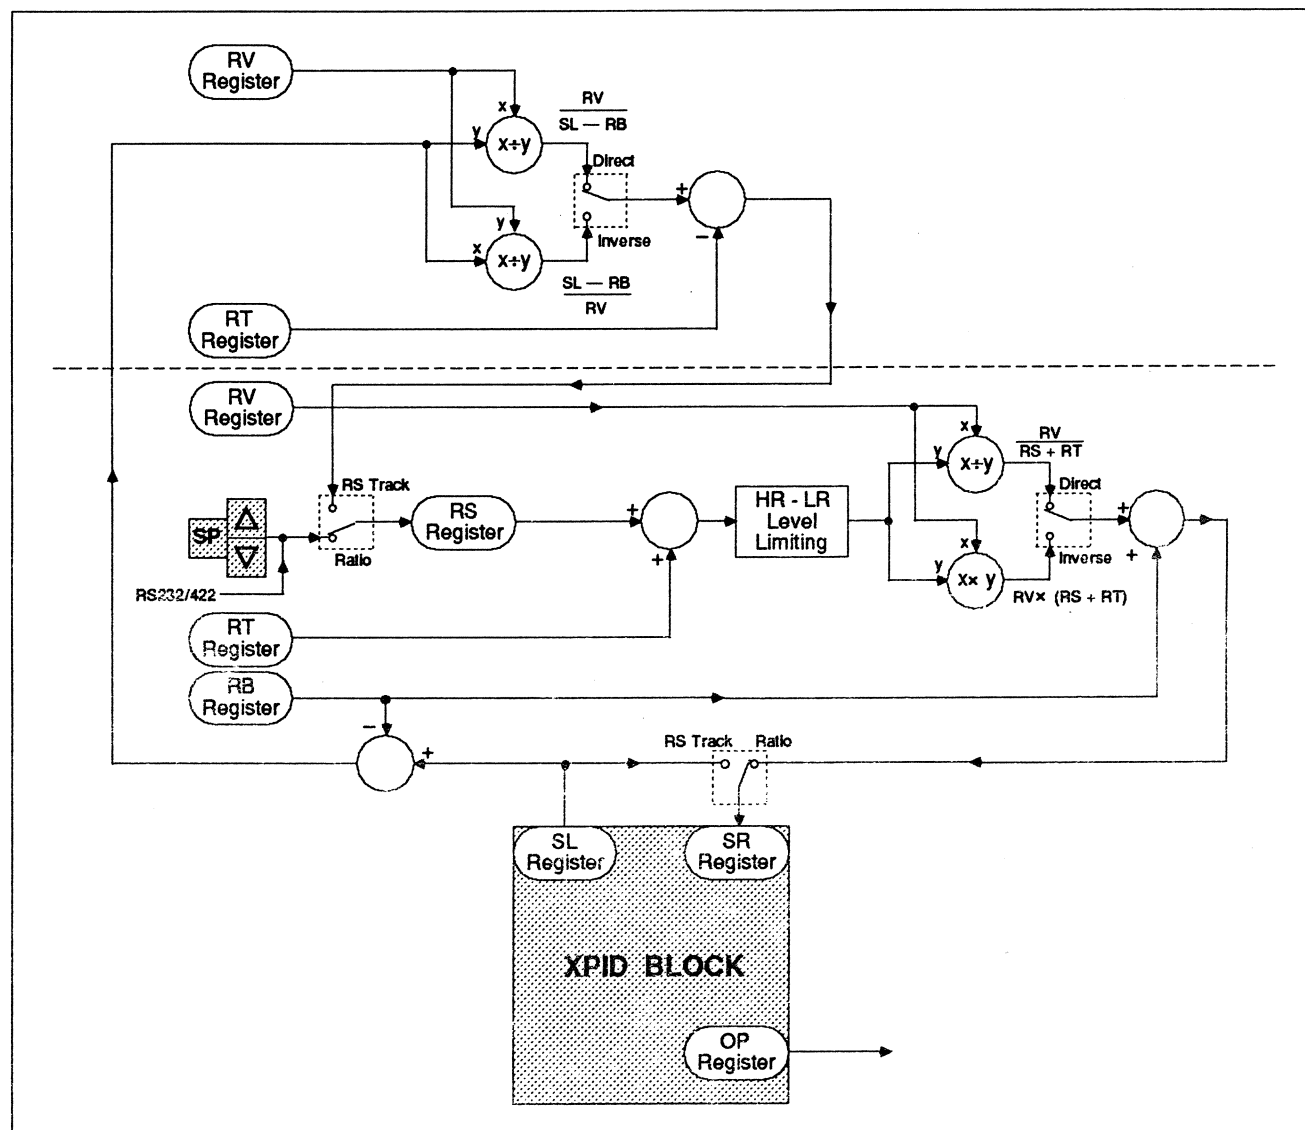 RV
Register
x
RV
SL — RB
y
x÷y
Direct
+
y
—
Inverse
x
x÷y
SL — RB
RV
RT
Register
RV
Register
x
RV
RS + RT
y
x÷y
RS Track
Direct
RS
Register
HR - LR
Level
Limiting
+
+
SP
+
x
+
Ratio
Inverse
y
x× y
RS232/422
RV× (RS + RT)
RT
Register
RB
Register
—
+
RS Track
Ratio
SL
Register
SR
Register
XPID BLOCK
OP
Register